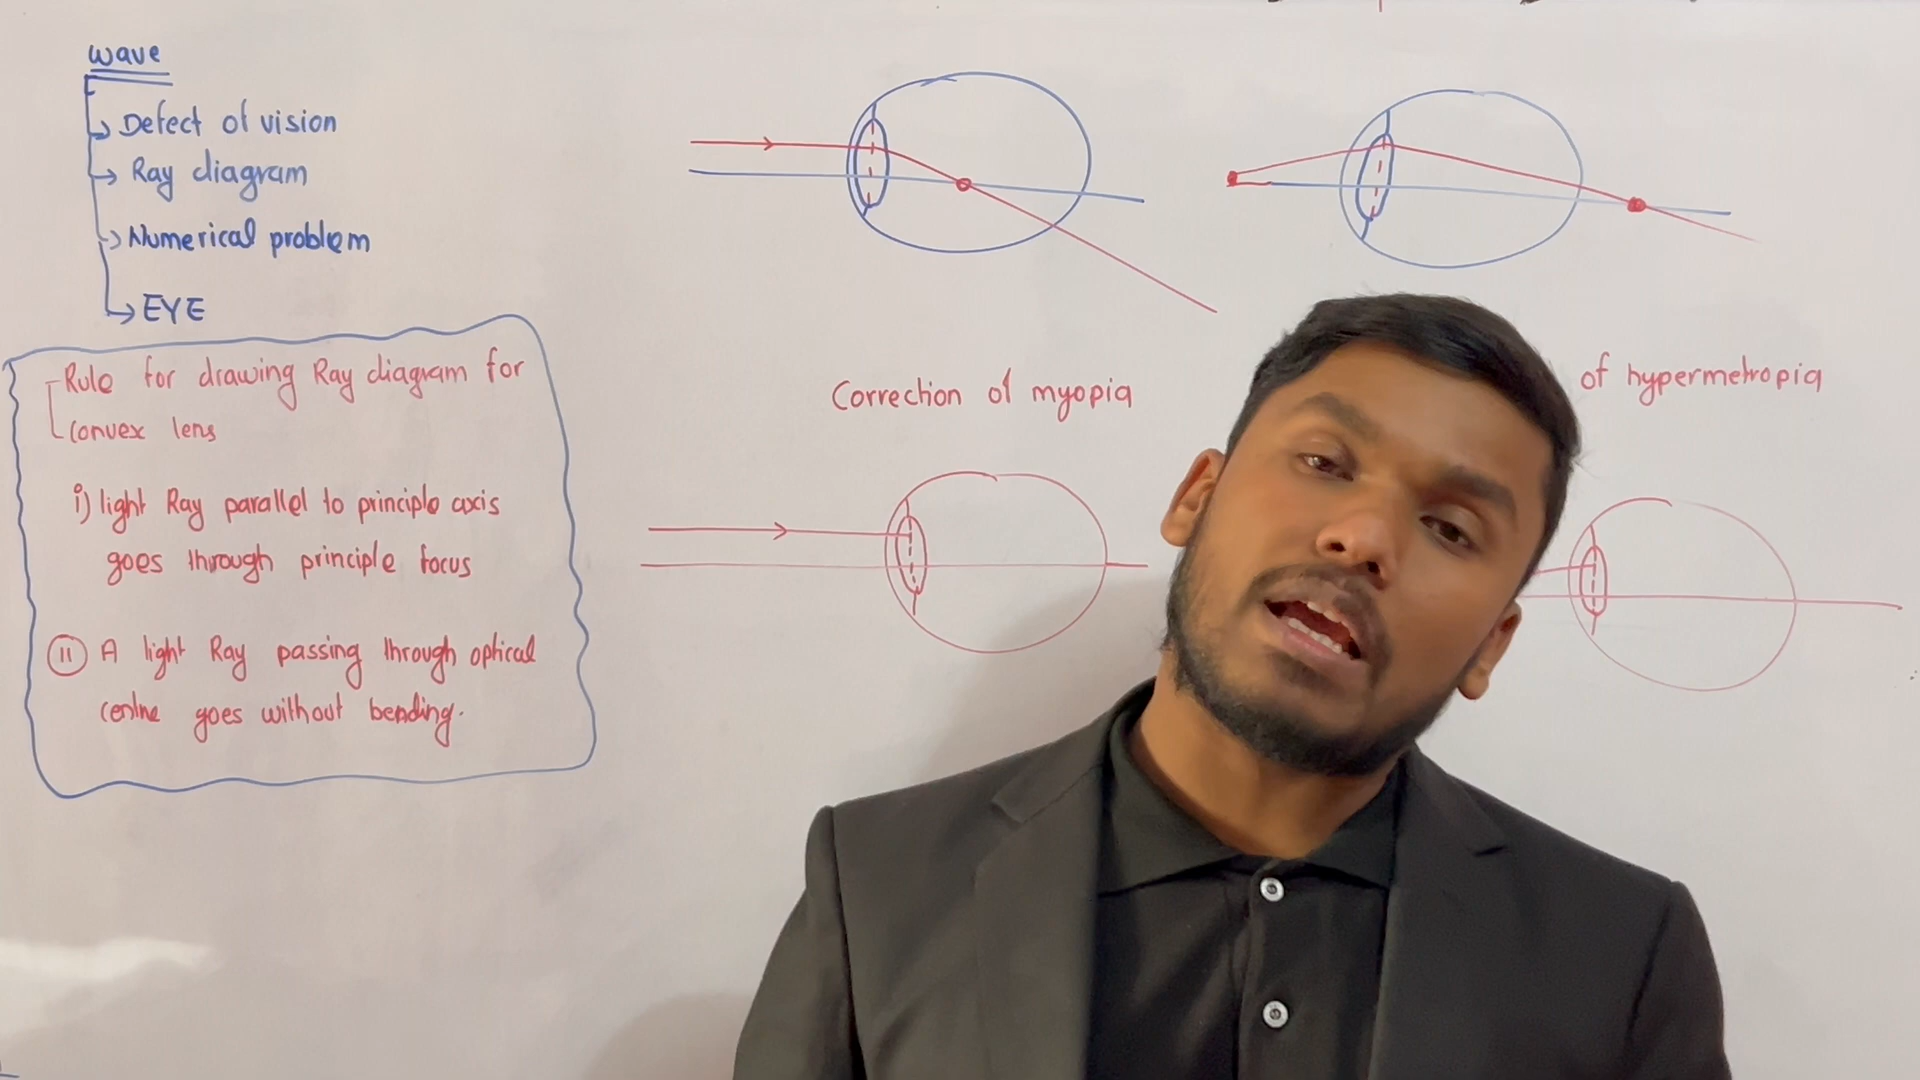 wave
Defect of vision
Ray diagram
Numerical problem
EYE
Rule for drawing Ray diagram for
convex lens
i) light Ray parallel to principle axis
goes through principle focus
II A light Ray passing through optical
centre goes without bending.
Correction of myopia
of hypermetropia